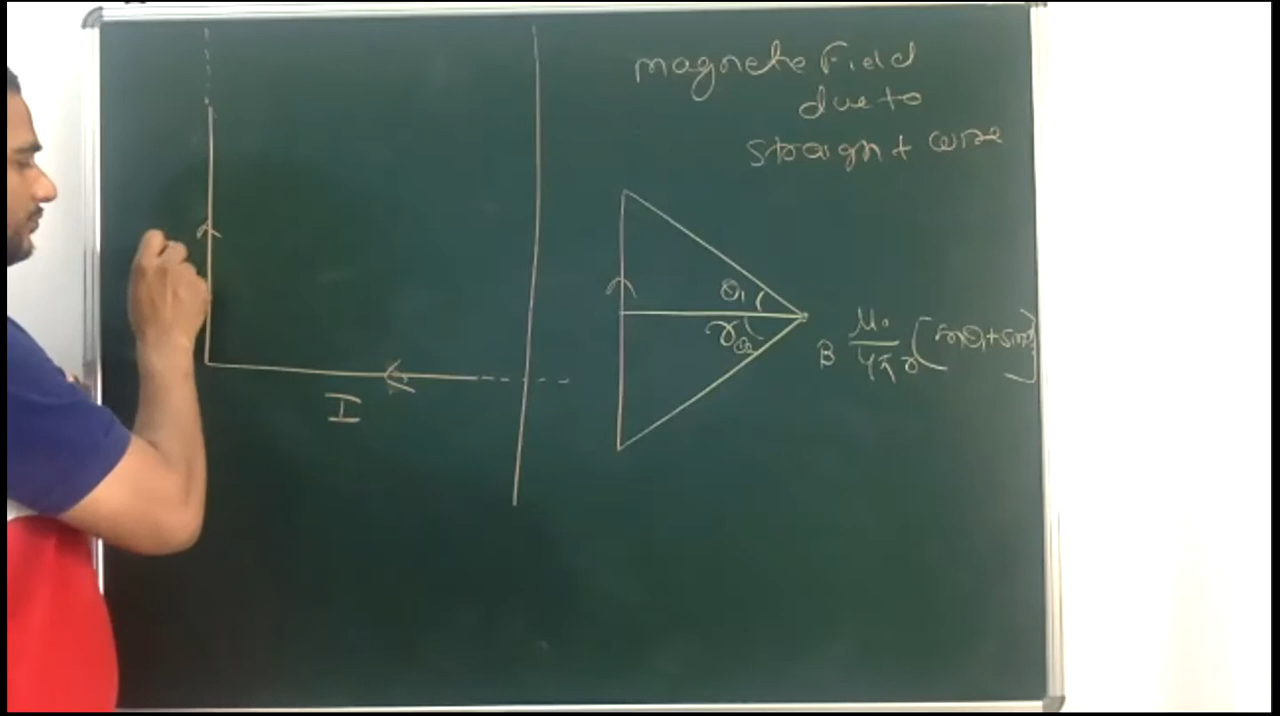 magnetic Field
due to
straight wire
θ₁
r θ₂
B μ₀/4πr (sinθ₁+sinθ₂)
I